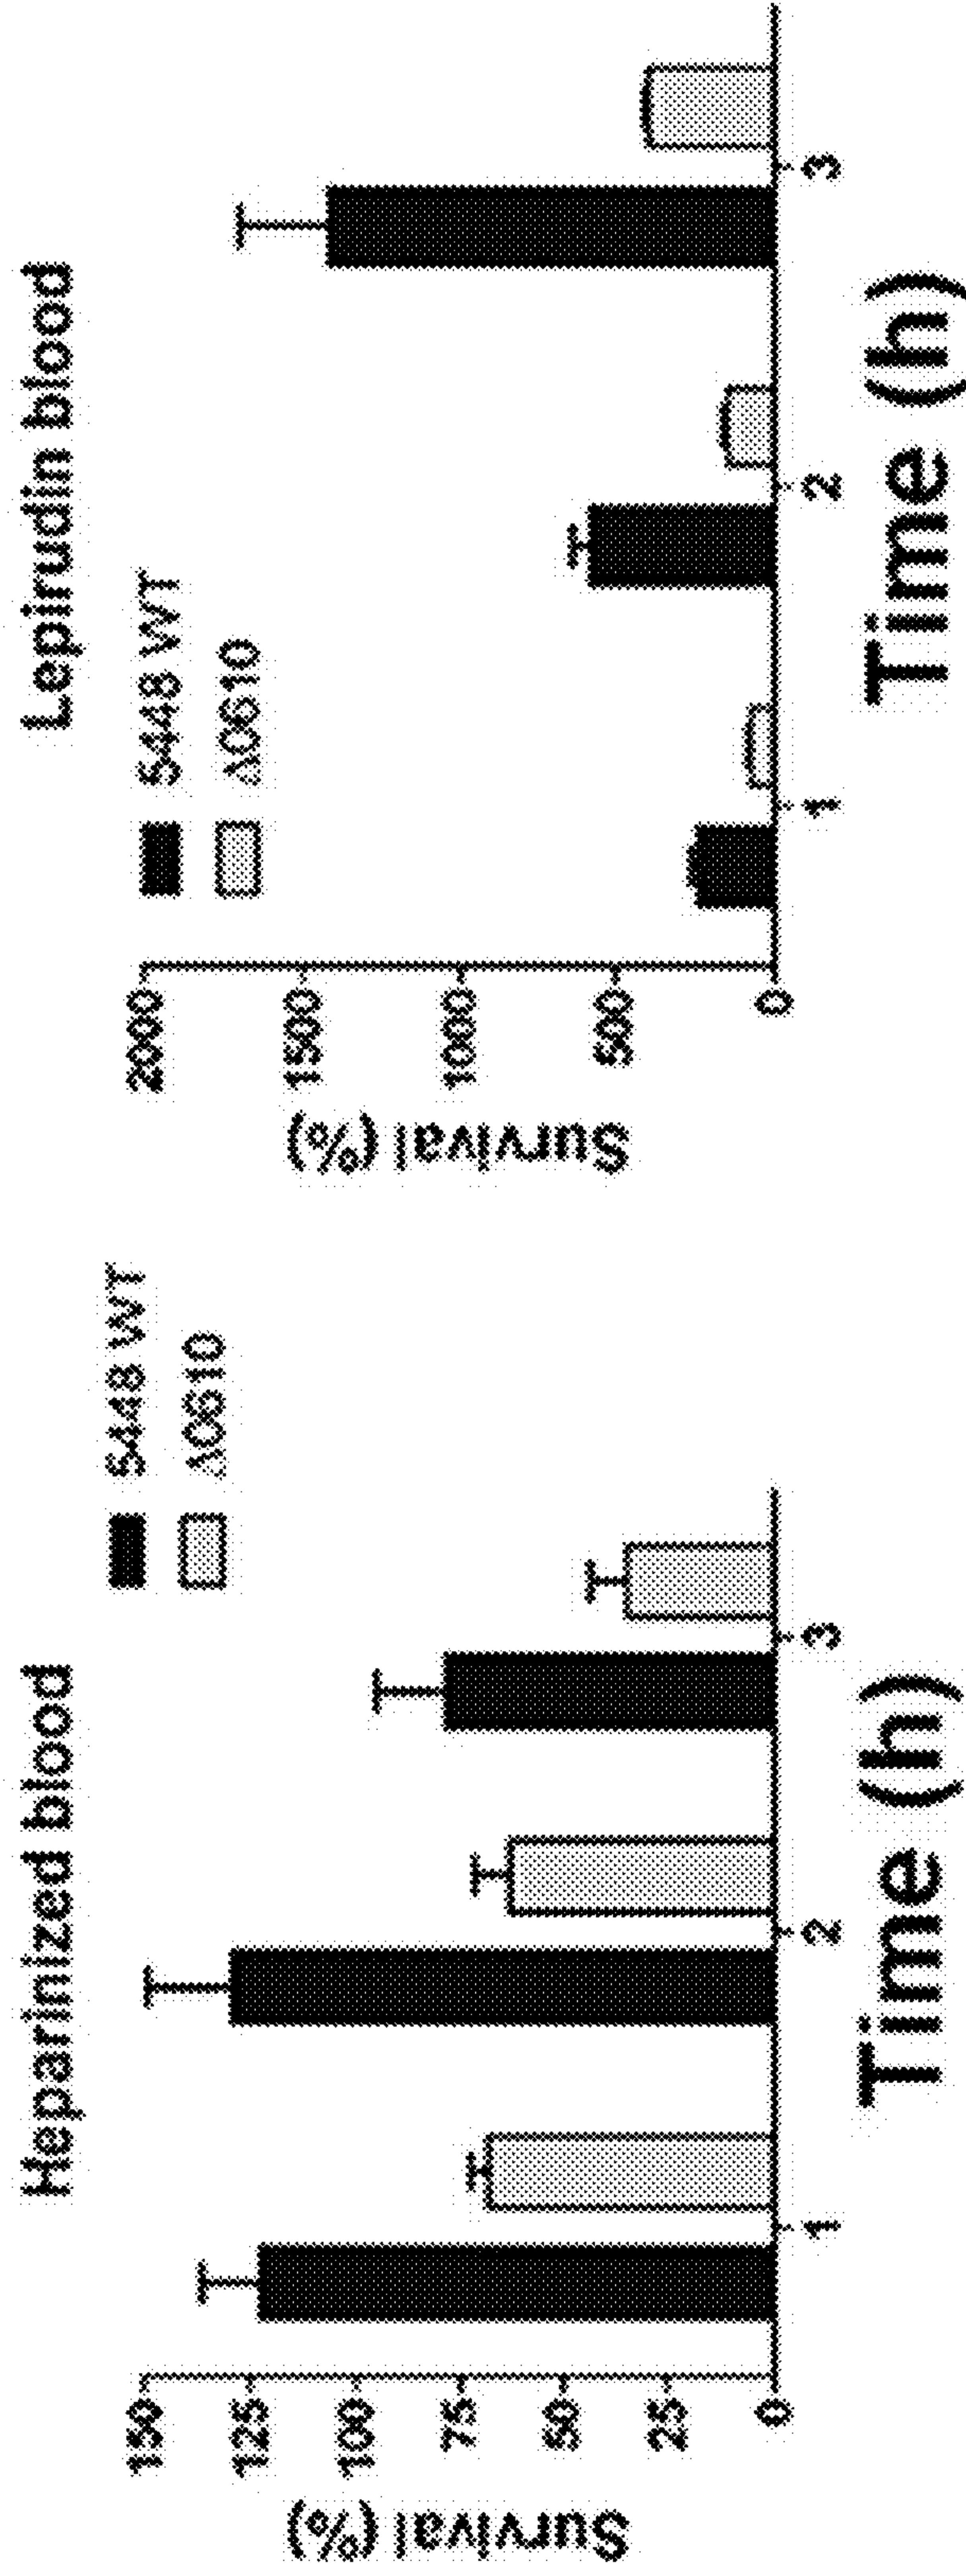 Heparinized blood
5448 WT
Δ0610
Survival (%)
150
125
100
75
50
25
0
1
2
3
Time (h)
Lepirudin blood
5448 WT
Δ0610
Survival (%)
2000
1500
1000
500
0
1
2
3
Time (h)